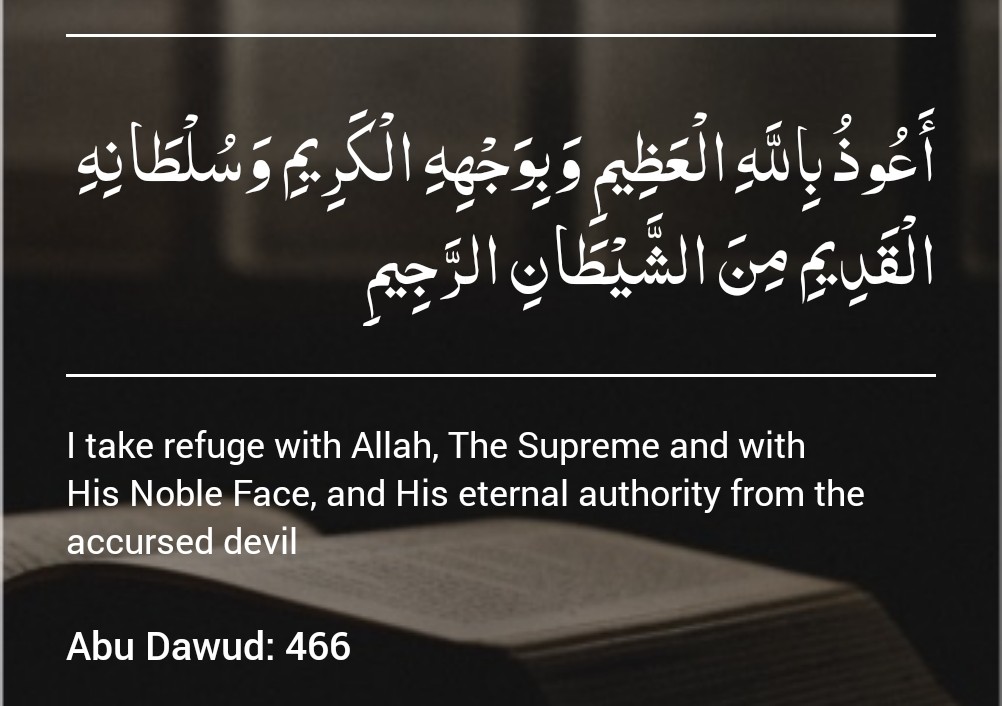 أَعُوذُ بِاللَّهِ الْعَظِيمِ وَبِوَجْهِهِ الْكَرِيمِ وَسُلْطَانِهِ
الْقَدِيمِ مِنَ الشَّيْطَانِ الرَّجِيمِ
I take refuge with Allah, The Supreme and with
His Noble Face, and His eternal authority from the
accursed devil
Abu Dawud: 466